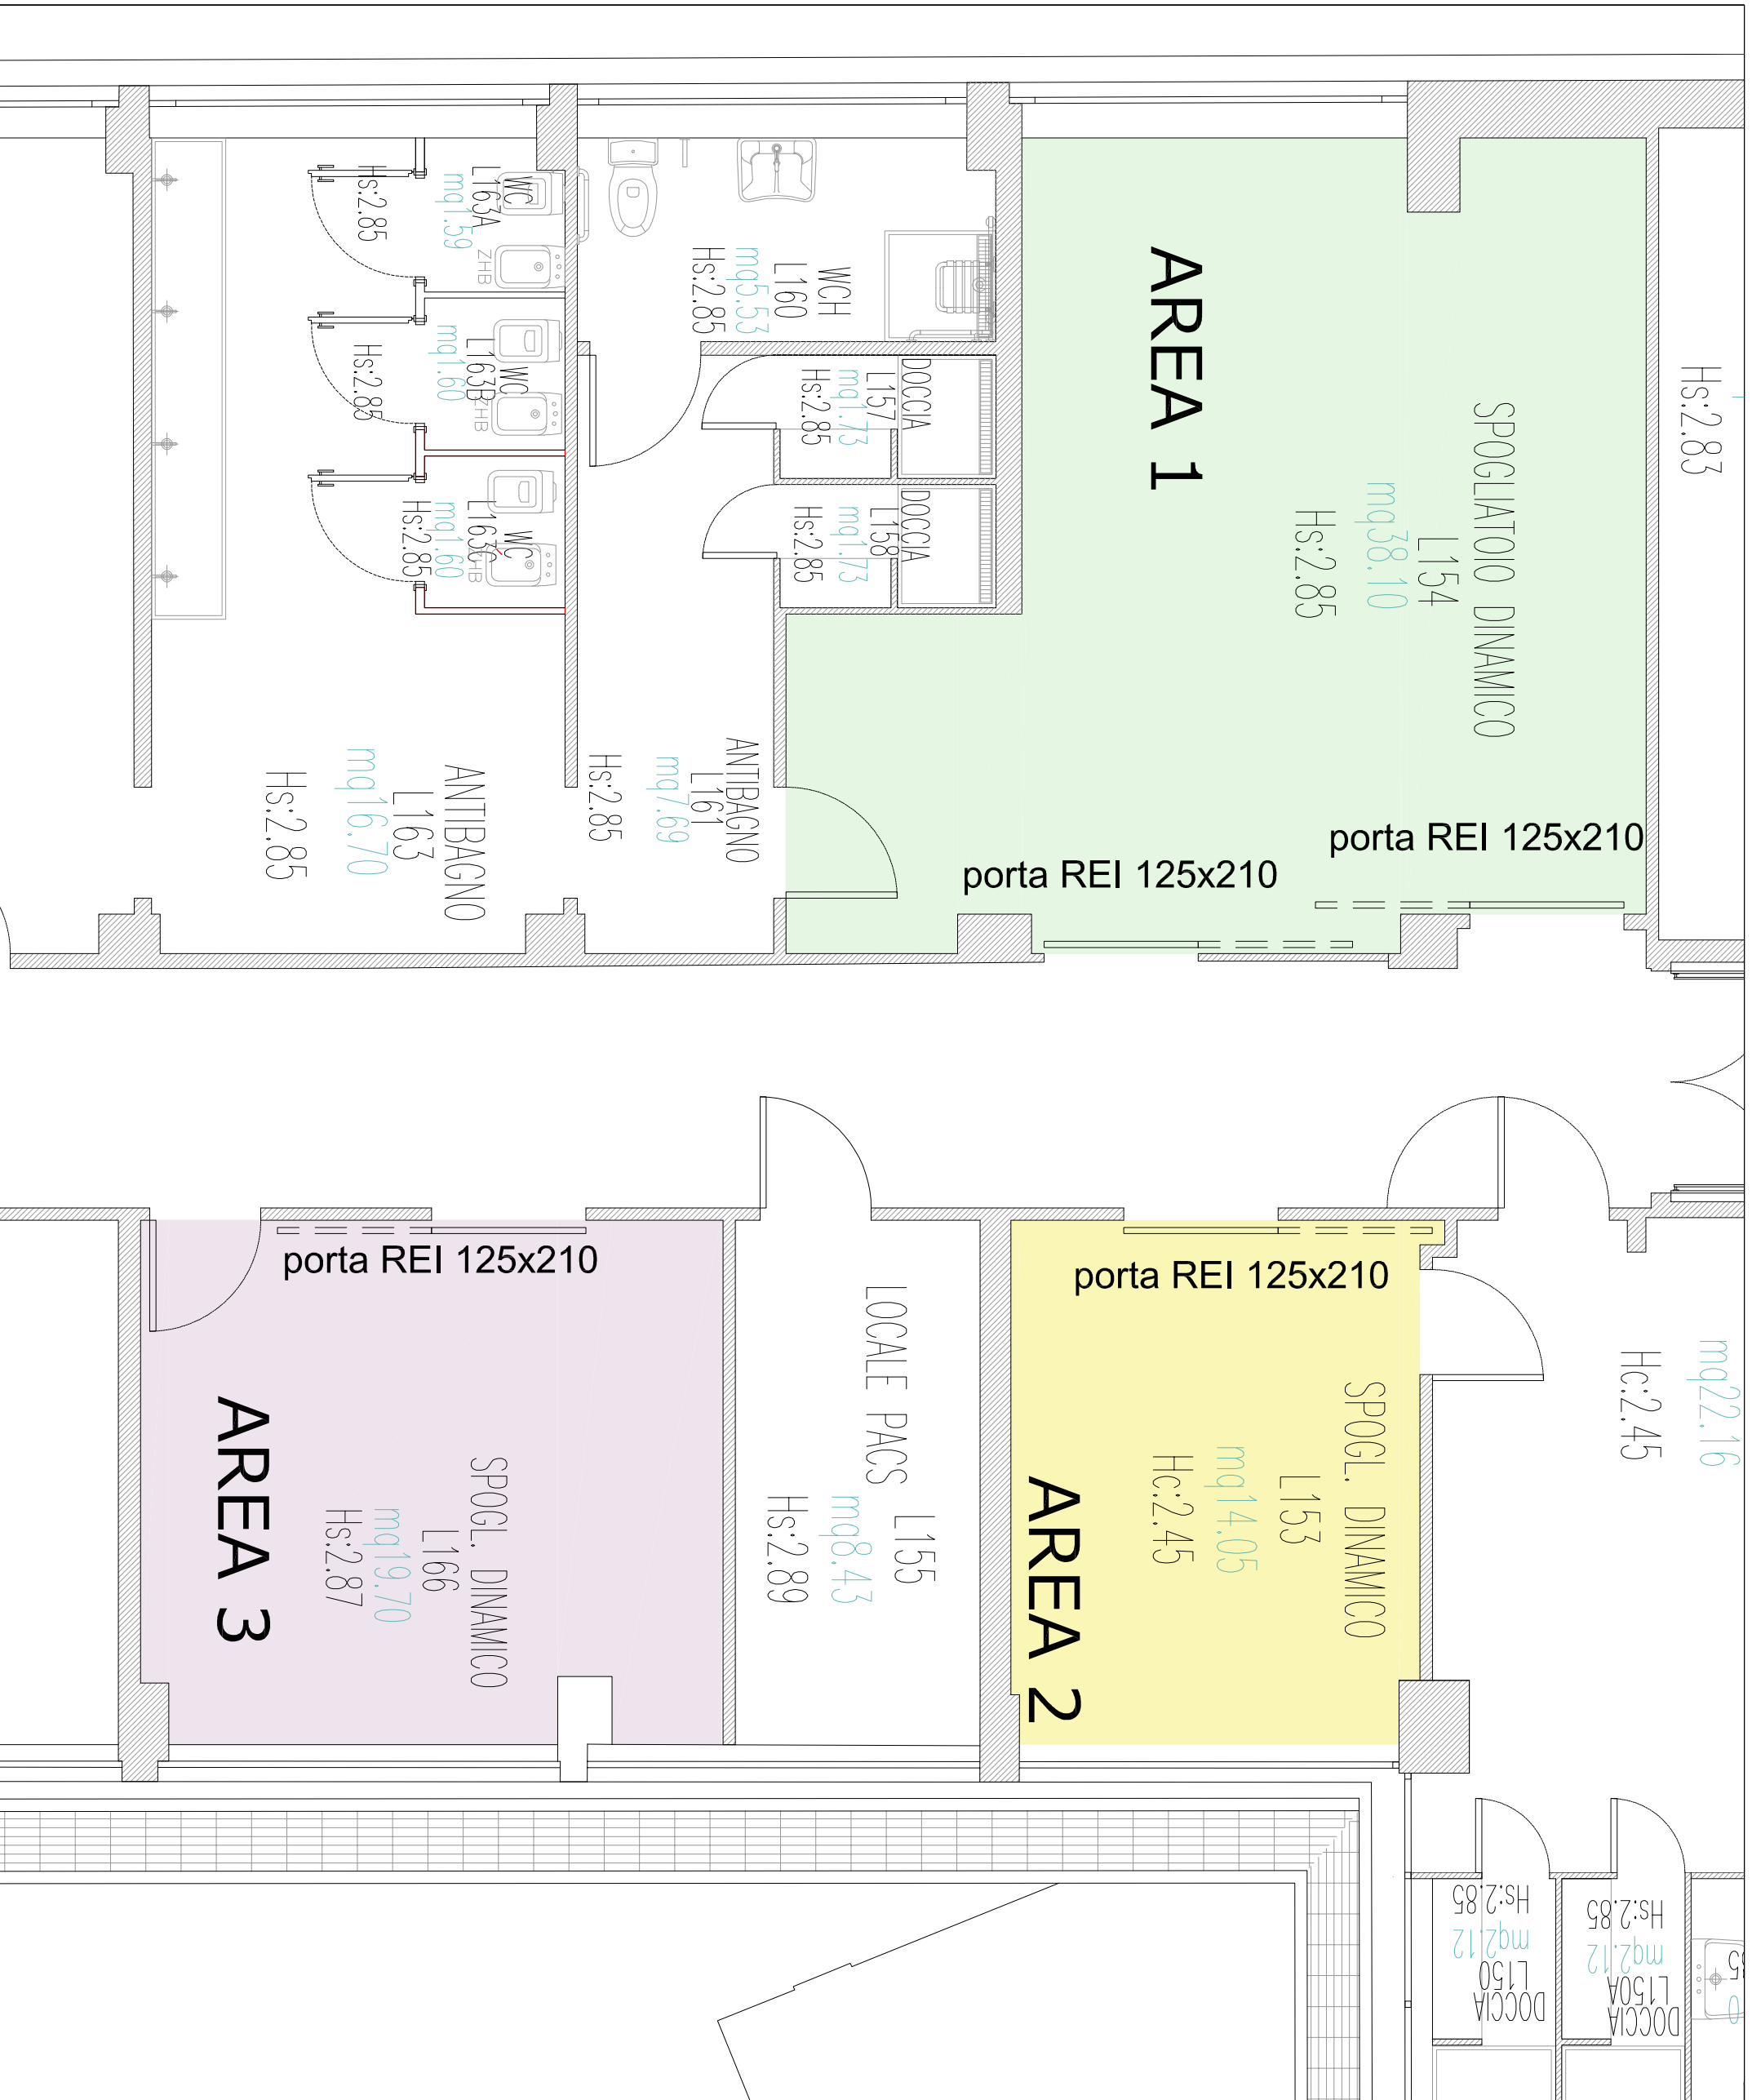 WC
L163A
mq1.59
Hs:2.85
ZHB
WC
L163B
mq1.60
Hs:2.85
ZHB
WC
L163C
mq1.60
Hs:2.85
ZHB
WCH
L160
mq5.53
Hs:2.85
DOCCIA
L157
mq1.73
Hs:2.85
DOCCIA
L158
mq1.73
Hs:2.85
AREA 1
SPOGLIATOIO DINAMICO
L154
mq38.10
Hs:2.85
Hs:2.83
ANTIBAGNO
L163
mq16.70
Hs:2.85
ANTIBAGNO
L161
mq7.69
Hs:2.85
porta REI 125x210
porta REI 125x210
porta REI 125x210
porta REI 125x210
AREA 3
SPOGL. DINAMICO
L166
mq19.70
Hs:2.87
LOCALE PACS L155
mq8.43
Hs:2.89
AREA 2
SPOGL. DINAMICO
L153
mq14.05
Hc:2.45
mq22.16
Hc:2.45
DOCCIA
L150
mq2.12
Hs:2.85
DOCCIA
L150A
mq2.12
Hs:2.85